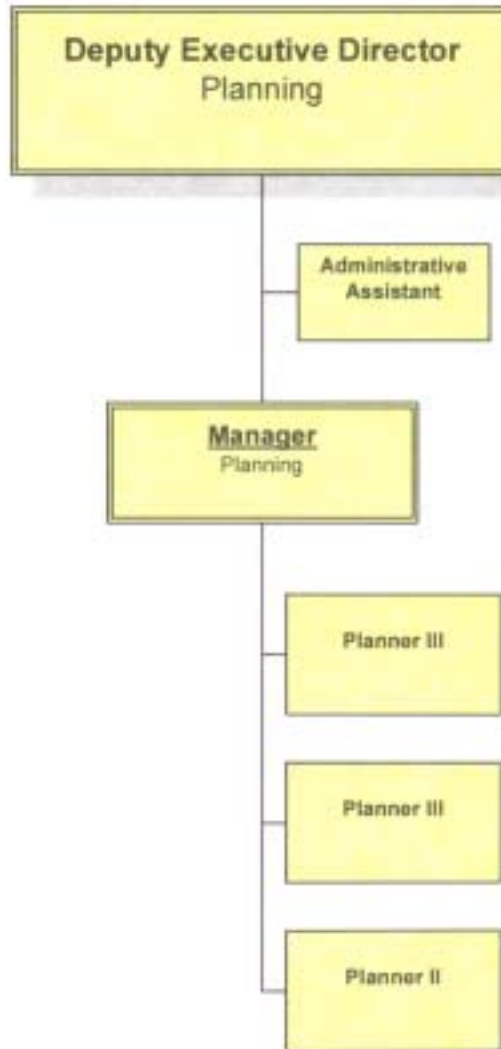 Deputy Executive Director
Planning
Administrative
Assistant
Manager
Planning
Planner III
Planner III
Planner II